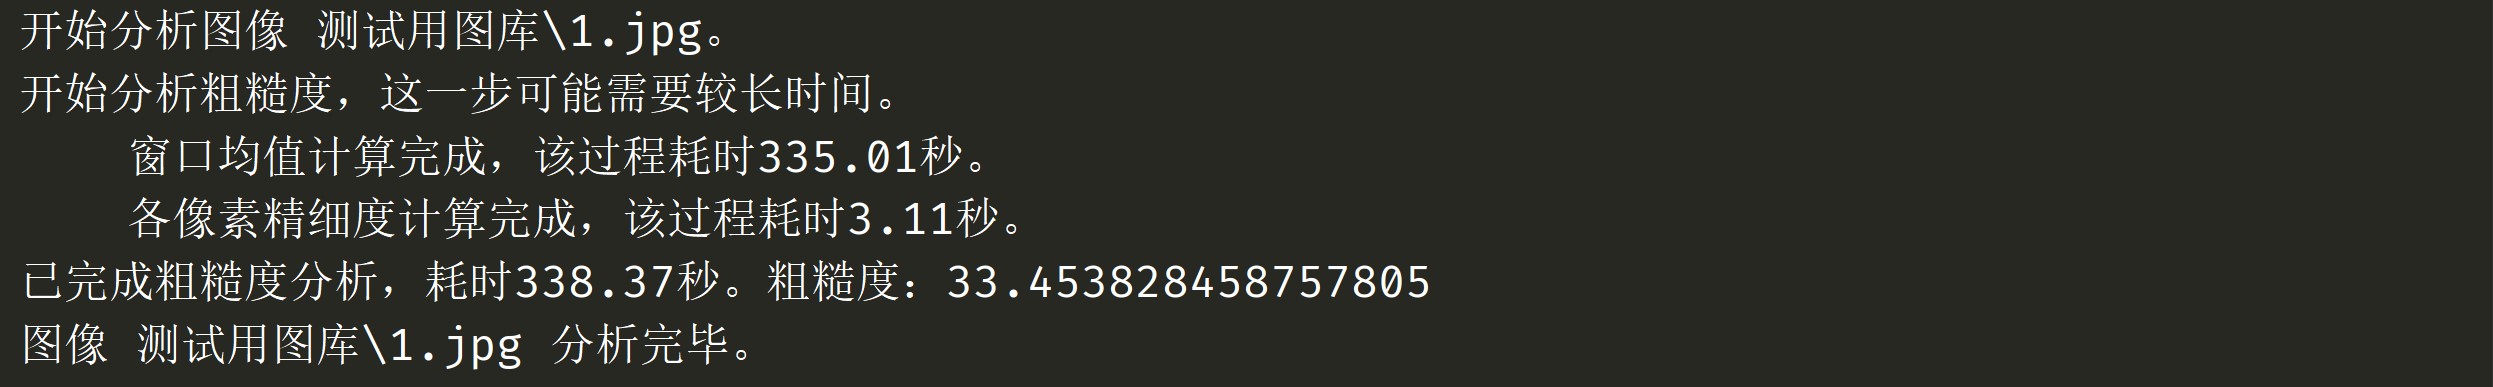 开始分析图像 测试用图库\1.jpg。
开始分析粗糙度，这一步可能需要较长时间。
窗口均值计算完成，该过程耗时335.01秒。
各像素精细度计算完成，该过程耗时3.11秒。
已完成粗糙度分析，耗时338.37秒。粗糙度：33.453828458757805
图像 测试用图库\1.jpg 分析完毕。